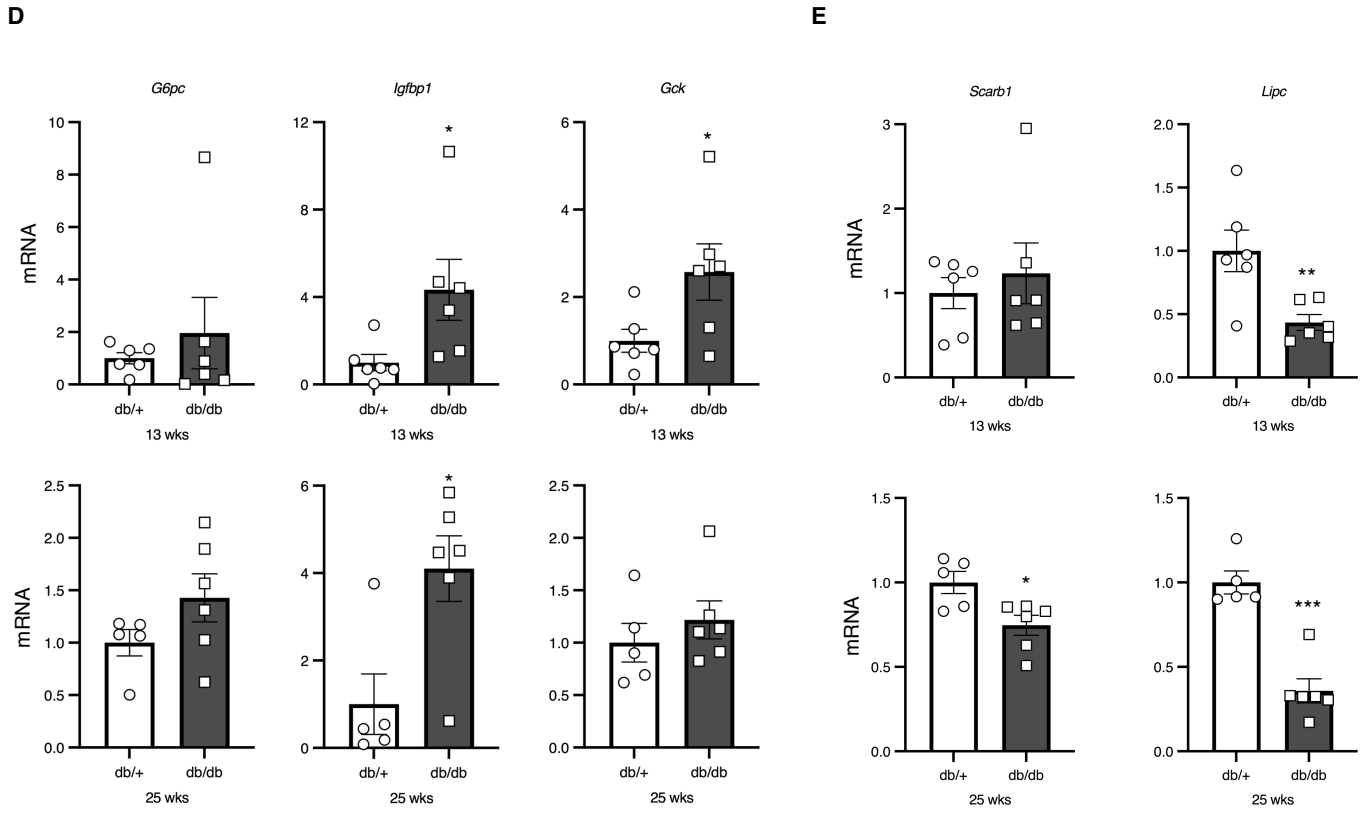 D
E
G6pc
Igfbp1
Gck
Scarb1
Lipc
mRNA
10
8
6
4
2
0
db/+
db/db
13 wks
12
8
4
0
*
db/+
db/db
13 wks
6
4
2
0
*
db/+
db/db
13 wks
mRNA
3
2
1
0
db/+
db/db
13 wks
2.0
1.5
1.0
0.5
0.0
**
db/+
db/db
13 wks
mRNA
2.5
2.0
1.5
1.0
0.5
0.0
db/+
db/db
25 wks
6
4
2
0
*
db/+
db/db
25 wks
2.5
2.0
1.5
1.0
0.5
0.0
db/+
db/db
25 wks
mRNA
1.5
1.0
0.5
0.0
*
db/+
db/db
25 wks
1.5
1.0
0.5
0.0
***
db/+
db/db
25 wks